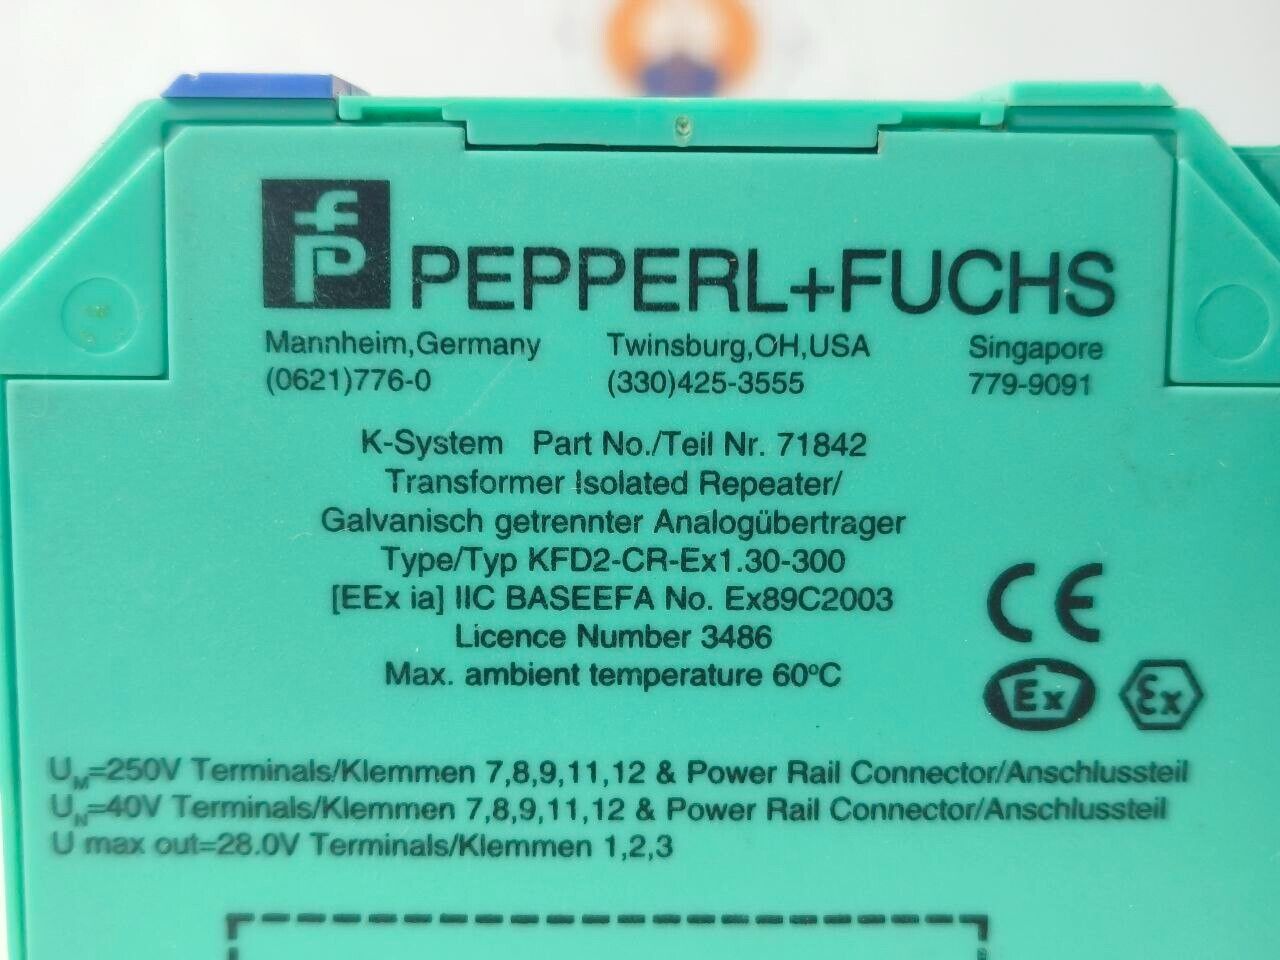 PEPPERL+FUCHS
Mannheim,Germany Twinsburg,OH,USA Singapore
(0621)776-0 (330)425-3555 779-9091
K-System Part No./Teil Nr. 71842
Transformer Isolated Repeater/
Galvanisch getrennter Analogübertrager
Type/Typ KFD2-CR-Ex1.30-300
[EEx ia] IIC BASEEFA No. Ex89C2003
Licence Number 3486
Max. ambient temperature 60ºC
CE
Ex Ex
UM=250V Terminals/Klemmen 7,8,9,11,12 & Power Rail Connector/Anschlussteil
UN=40V Terminals/Klemmen 7,8,9,11,12 & Power Rail Connector/Anschlussteil
U max out=28.0V Terminals/Klemmen 1,2,3